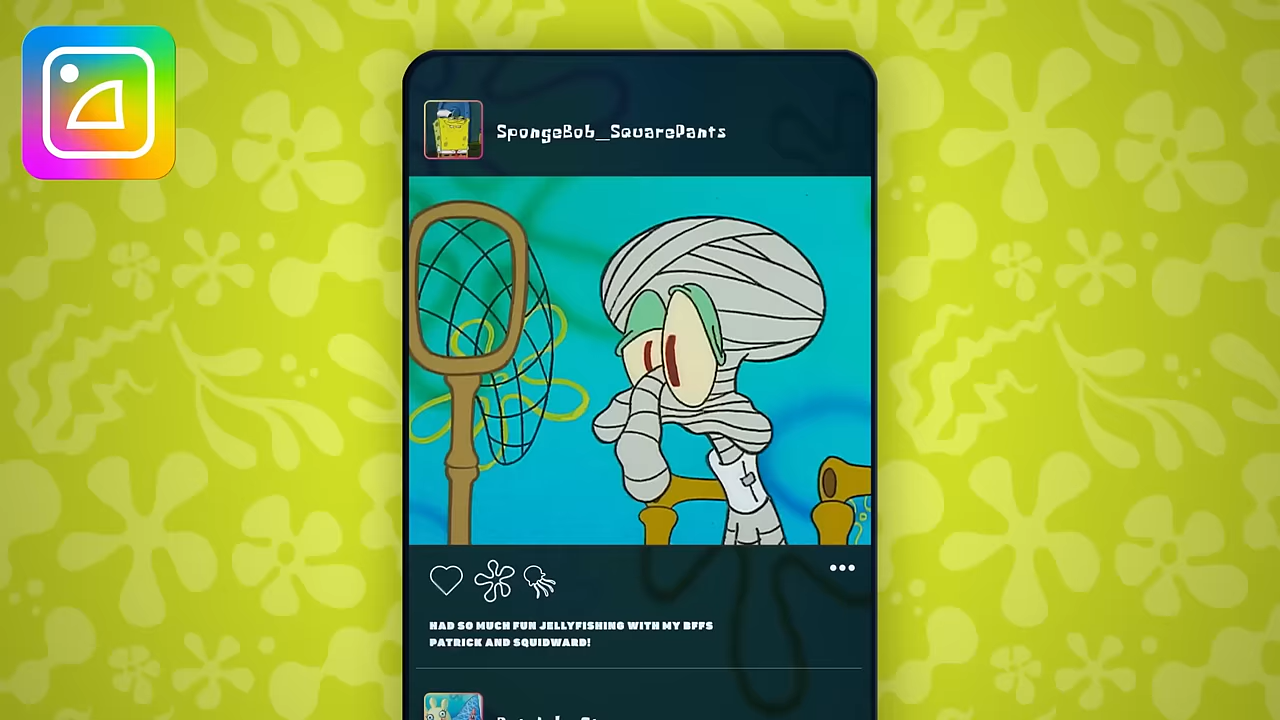 SpongeBob_SquarePants
HAD SO MUCH FUN JELLYFISHING WITH MY BFFS
PATRICK AND SQUIDWARD!